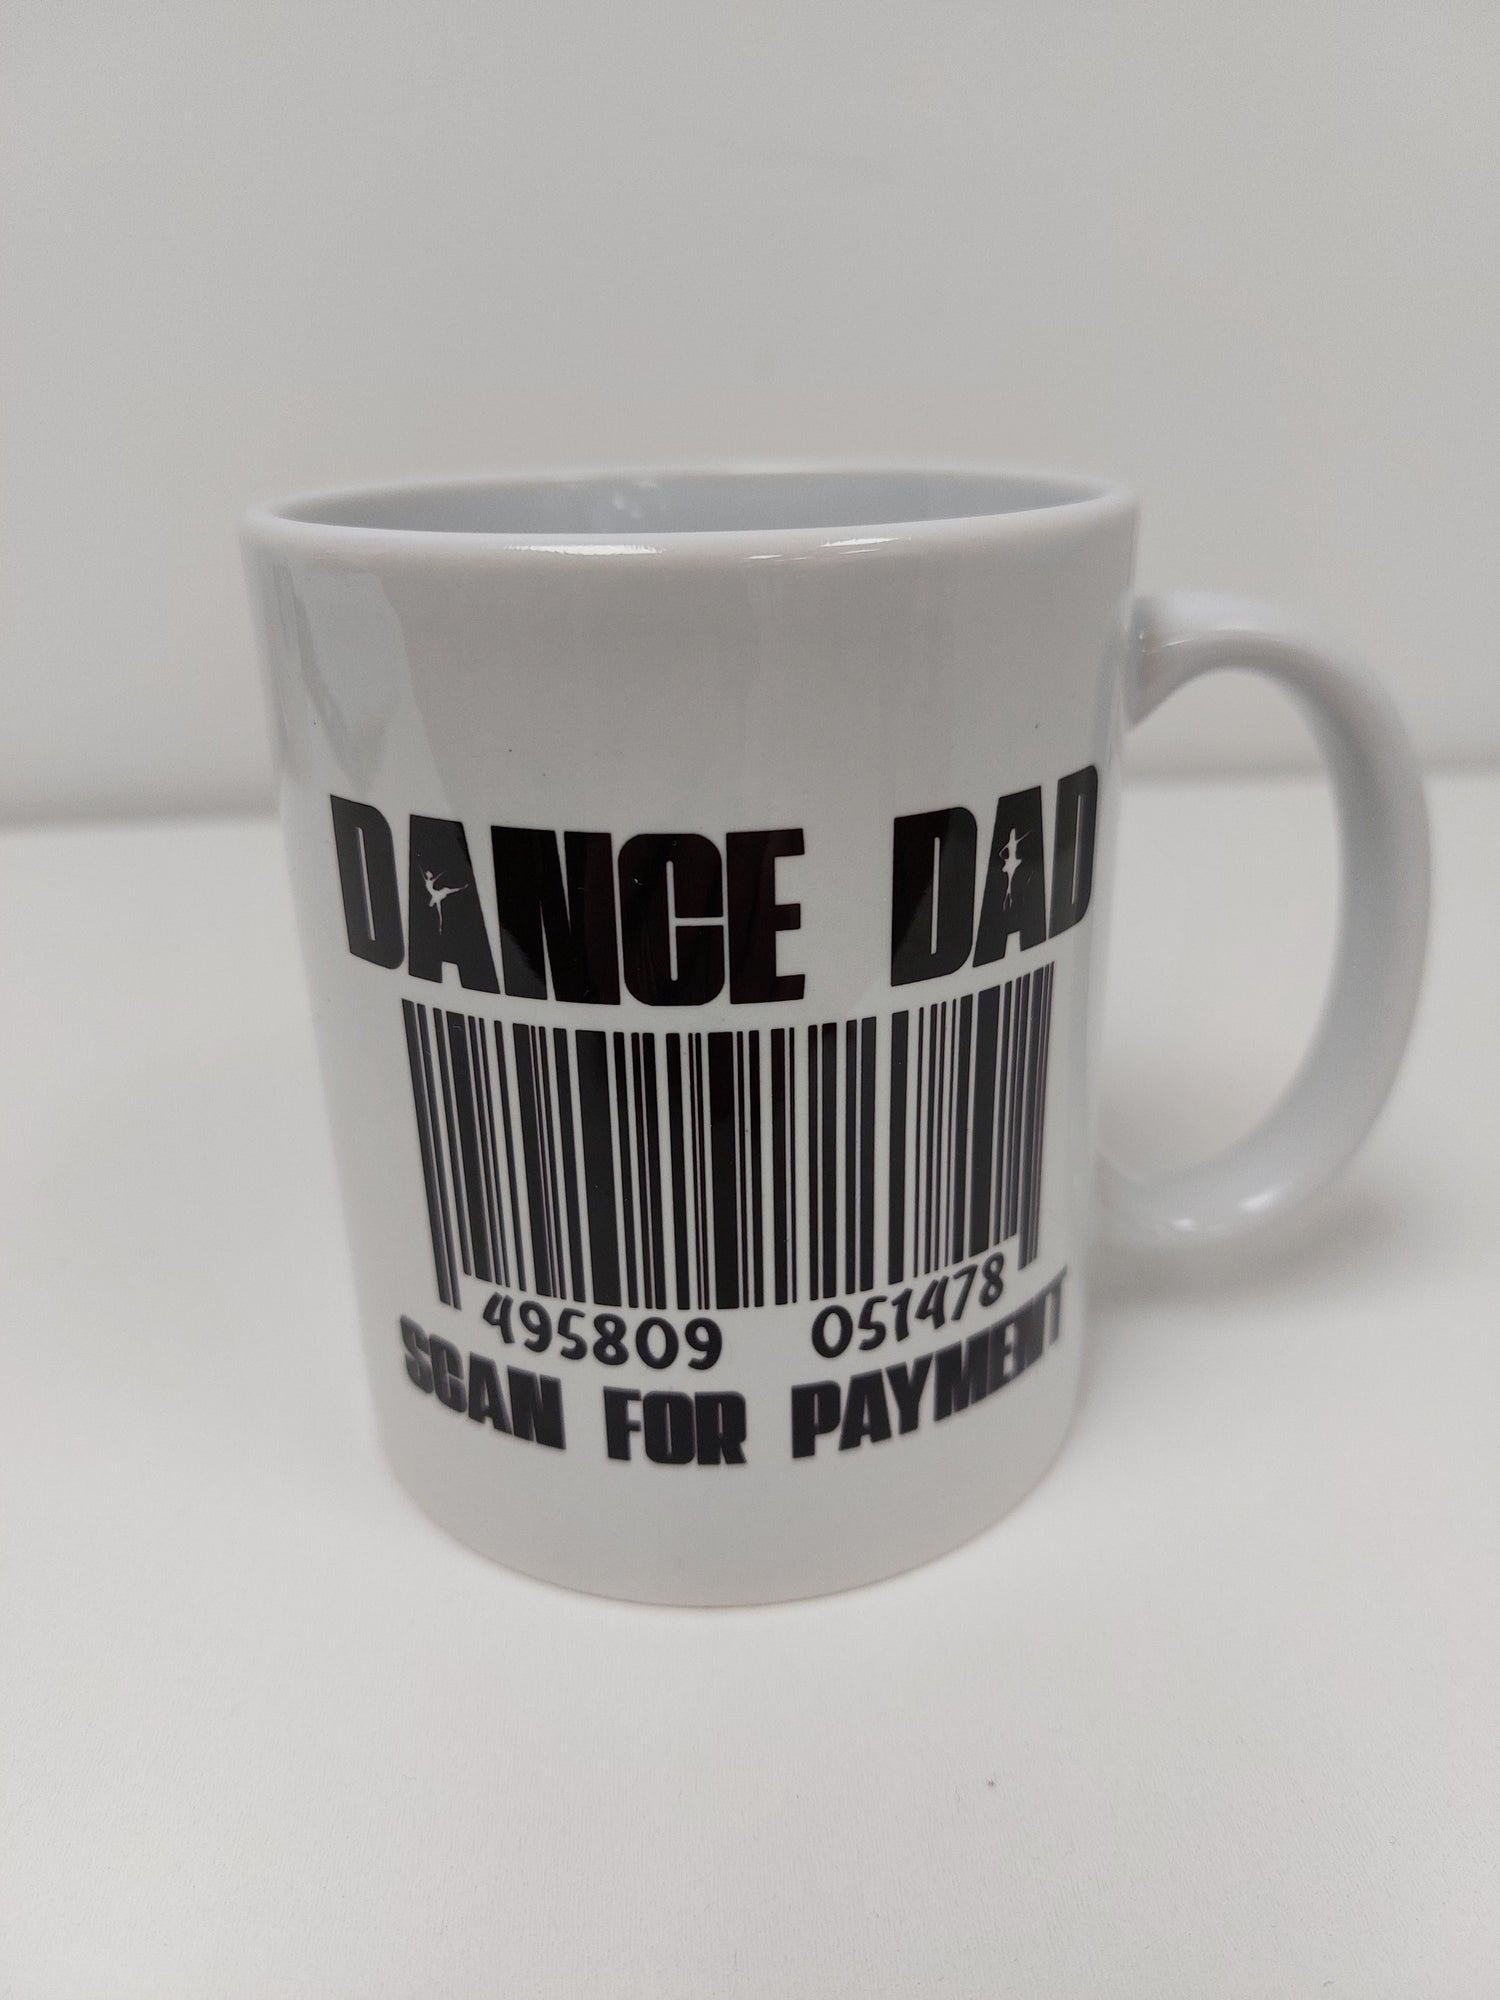 DANCE DAD
495809 051478
SCAN FOR PAYMENT